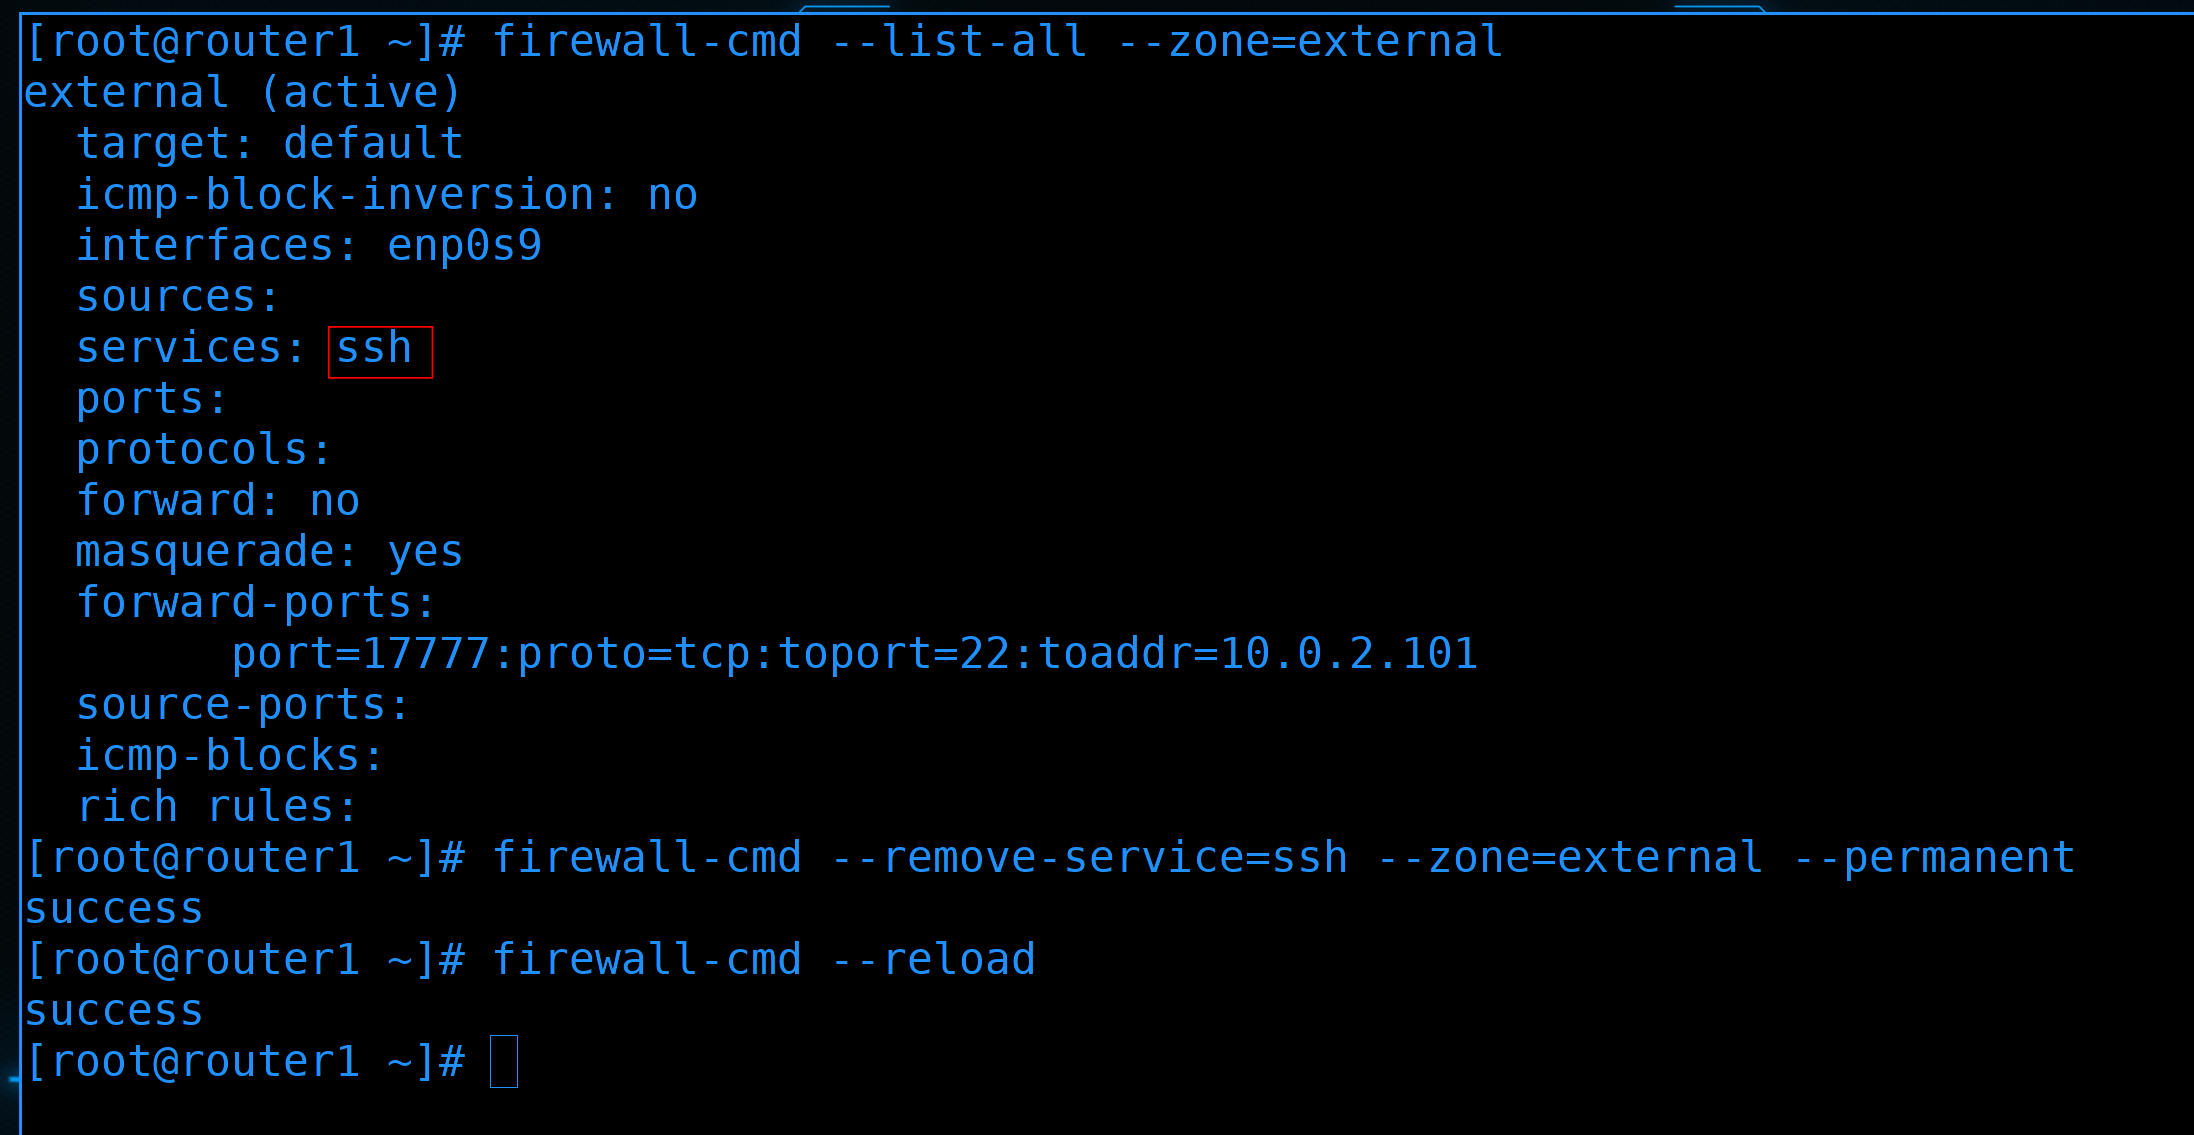 [root@router1 ~]# firewall-cmd --list-all --zone=external
external (active)
  target: default
  icmp-block-inversion: no
  interfaces: enp0s9
  sources:
  services: ssh
  ports:
  protocols:
  forward: no
  masquerade: yes
  forward-ports:
        port=17777:proto=tcp:toport=22:toaddr=10.0.2.101
  source-ports:
  icmp-blocks:
  rich rules:
[root@router1 ~]# firewall-cmd --remove-service=ssh --zone=external --permanent
success
[root@router1 ~]# firewall-cmd --reload
success
[root@router1 ~]#